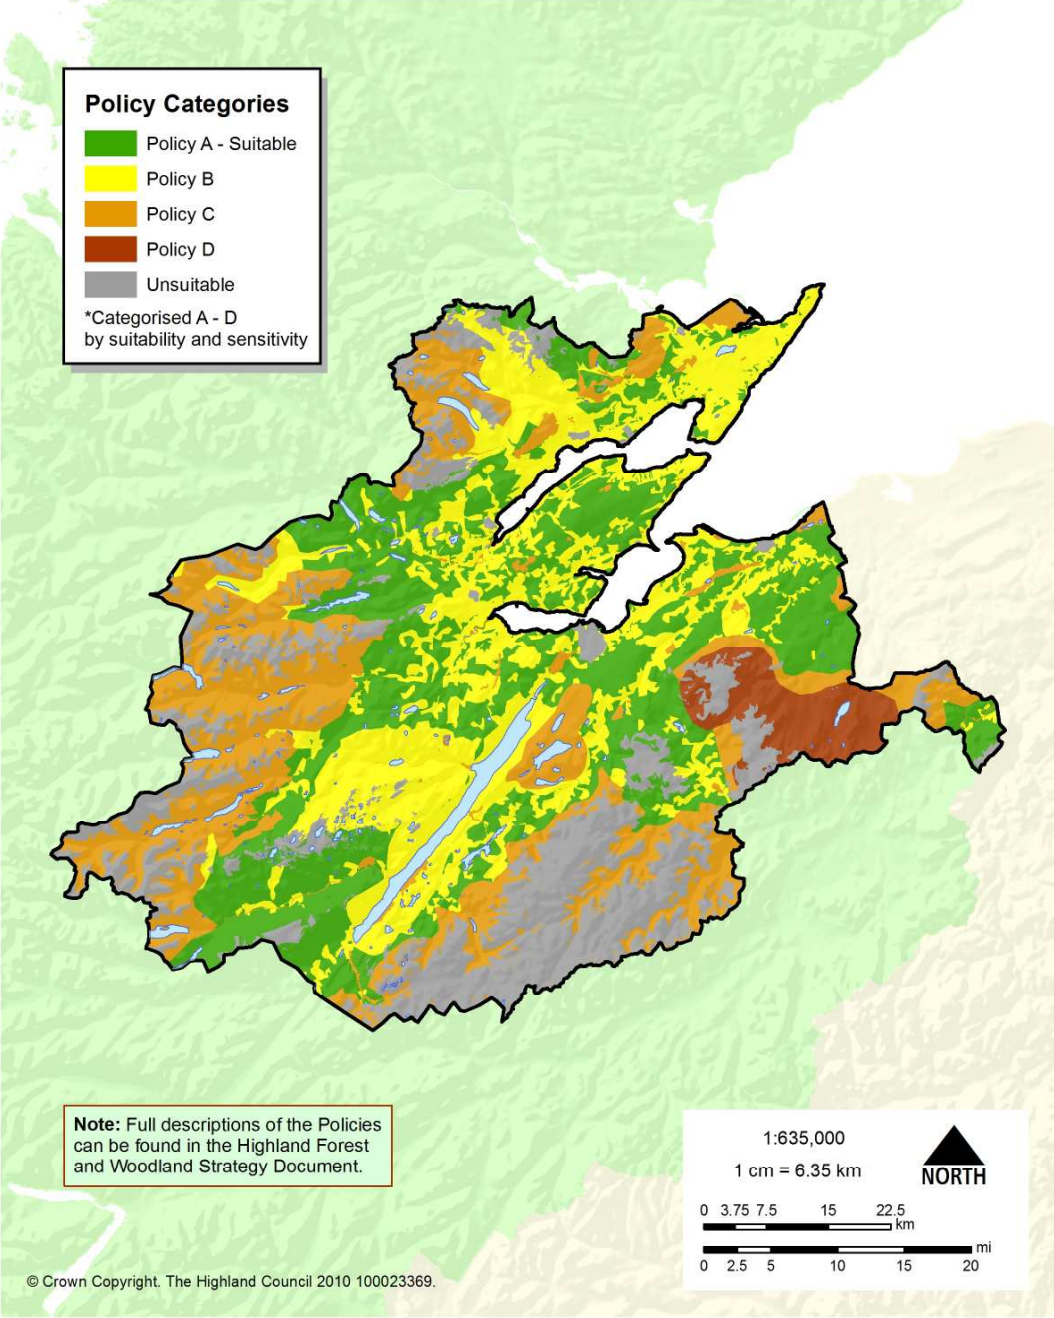 Policy Categories
Policy A - Suitable
Policy B
Policy C
Policy D
Unsuitable
*Categorised A - D
by suitability and sensitivity
Note: Full descriptions of the Policies
can be found in the Highland Forest
and Woodland Strategy Document.
1:635,000
1 cm = 6.35 km
NORTH
0 3.75 7.5 15 22.5
km
mi
0 2.5 5 10 15 20
© Crown Copyright. The Highland Council 2010 100023369.